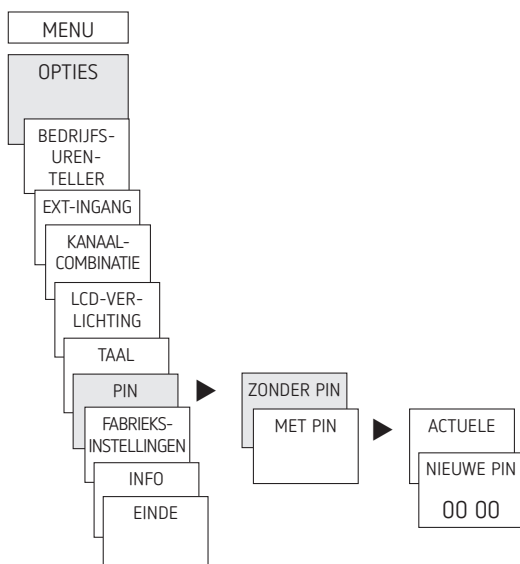 MENU
OPTIES
BEDRIJFS-
UREN-
TELLER
EXT-INGANG
KANAAL-
COMBINATIE
LCD-VER-
LICHTING
TAAL
PIN
FABRIEKS-
INSTELLINGEN
INFO
EINDE
ZONDER PIN
MET PIN
ACTUELE
NIEUWE PIN
00 00